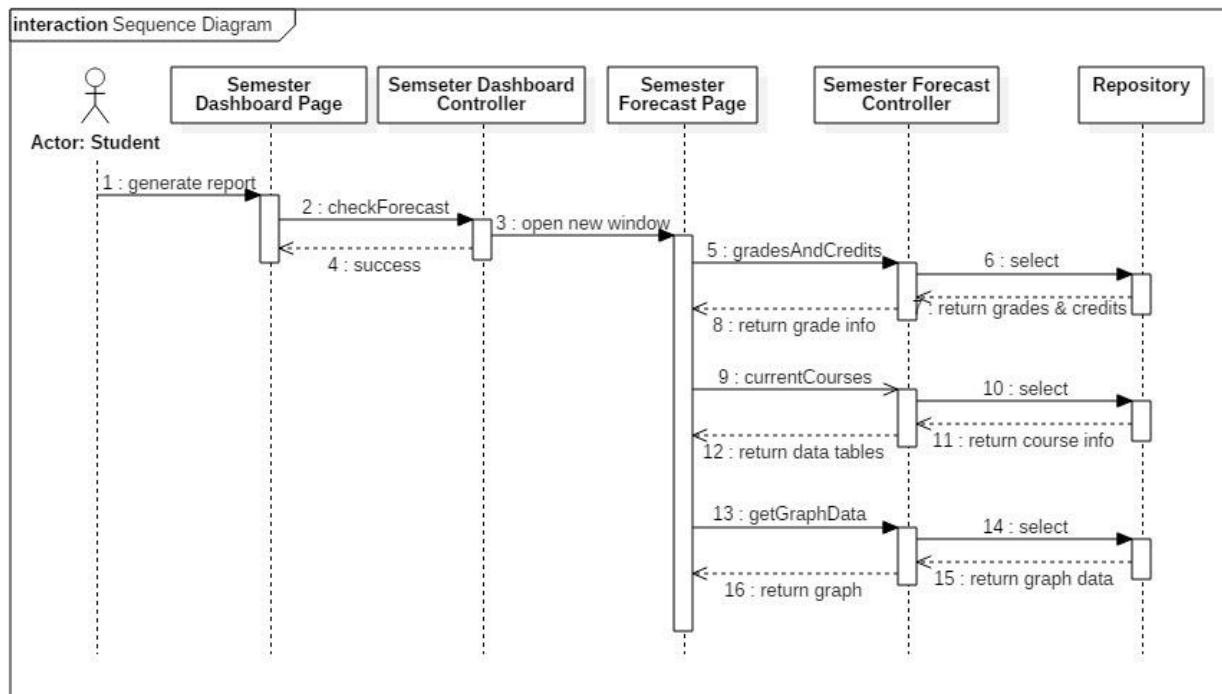 interaction Sequence Diagram
Semester
Dashboard Page
Semseter Dashboard
Controller
Semester
Forecast Page
Semester Forecast
Controller
Repository
Actor: Student
1 : generate report
2 : checkForecast
3 : open new window
4 : success
5 : gradesAndCredits
6 : select
7 : return grades & credits
8 : return grade info
9 : currentCourses
10 : select
11 : return course info
12 : return data tables
13 : getGraphData
14 : select
15 : return graph data
16 : return graph